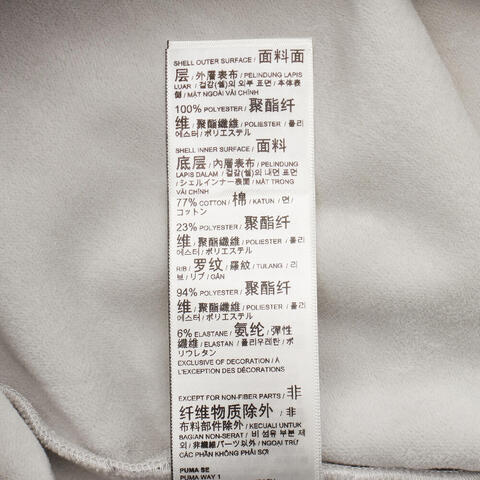 SHELL OUTER SURFACE / 面料面
层 / 外層表布 / PELINDUNG LAPIS
LUAR / 겉감(쉘)의 외부 표면 / 本体表
側 / MẶT NGOÀI VẢI CHÍNH
100% POLYESTER / 聚酯纤
维 / 聚酯纖維 / POLIESTER / 폴리
에스터 / ポリエステル
SHELL INNER SURFACE / 面料
底层 / 內層表布 / PELINDUNG
LAPIS DALAM / 겉감(쉘)의 내면 표면
/ シェルインナー表面 / MẶT TRONG
VẢI CHÍNH
77% COTTON / 棉 / KATUN / 면 /
コットン
23% POLYESTER / 聚酯纤
维 / 聚酯纖維 / POLIESTER / 폴리
에스터 / ポリエステル
RIB / 罗纹 / 羅紋 / TULANG / 리
브 / リブ / GÂN
94% POLYESTER / 聚酯纤
维 / 聚酯纖維 / POLIESTER / 폴리
에스터 / ポリエステル
6% ELASTANE / 氨纶 / 彈性
纖維 / ELASTAN / 폴리우레탄 / ポ
リウレタン
EXCLUSIVE OF DECORATION / À
L'EXCEPTION DES DÉCORATIONS
EXCEPT FOR NON-FIBER PARTS / 非
纤维物质除外 / 非
布料部件除外 / KECUALI UNTUK
BAGIAN NON-SERAT / 비 섬유 부분 제
외 / 非繊維パーツ以外 / NGOẠI TRỪ
CÁC PHẦN KHÔNG PHẢI SỢI
PUMA SE
PUMA WAY 1